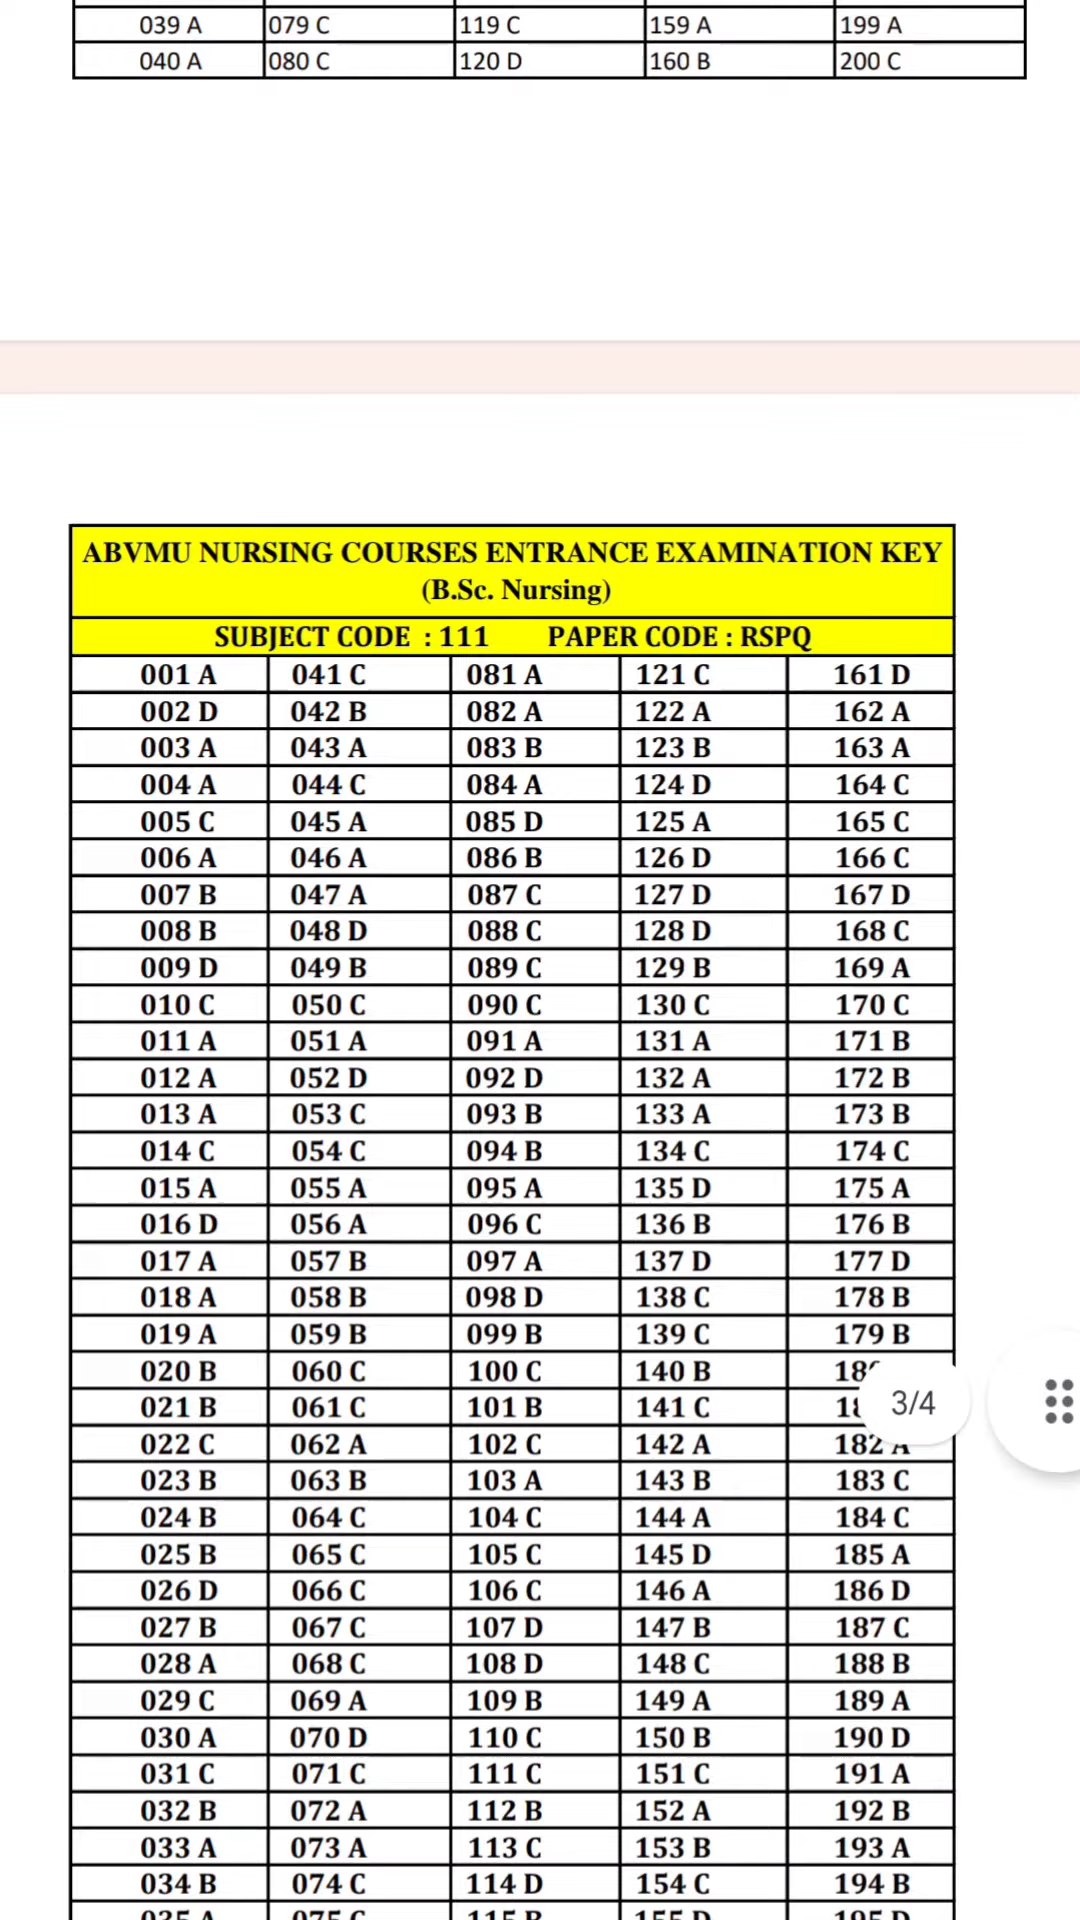 039 A 079 C 119 C 159 A 199 A
040 A 080 C 120 D 160 B 200 C
ABVMU NURSING COURSES ENTRANCE EXAMINATION KEY
(B.Sc. Nursing)
SUBJECT CODE : 111 PAPER CODE : RSPQ
001 A 041 C 081 A 121 C 161 D
002 D 042 B 082 A 122 A 162 A
003 A 043 A 083 B 123 B 163 A
004 A 044 C 084 A 124 D 164 C
005 C 045 A 085 D 125 A 165 C
006 A 046 A 086 B 126 D 166 C
007 B 047 A 087 C 127 D 167 D
008 B 048 D 088 C 128 D 168 C
009 D 049 B 089 C 129 B 169 A
010 C 050 C 090 C 130 C 170 C
011 A 051 A 091 A 131 A 171 B
012 A 052 D 092 D 132 A 172 B
013 A 053 C 093 B 133 A 173 B
014 C 054 C 094 B 134 C 174 C
015 A 055 A 095 A 135 D 175 A
016 D 056 A 096 C 136 B 176 B
017 A 057 B 097 A 137 D 177 D
018 A 058 B 098 D 138 C 178 B
019 A 059 B 099 B 139 C 179 B
020 B 060 C 100 C 140 B
021 B 061 C 101 B 141 C 3/4
022 C 062 A 102 C 142 A 182 A
023 B 063 B 103 A 143 B 183 C
024 B 064 C 104 C 144 A 184 C
025 B 065 C 105 C 145 D 185 A
026 D 066 C 106 C 146 A 186 D
027 B 067 C 107 D 147 B 187 C
028 A 068 C 108 D 148 C 188 B
029 C 069 A 109 B 149 A 189 A
030 A 070 D 110 C 150 B 190 D
031 C 071 C 111 C 151 C 191 A
032 B 072 A 112 B 152 A 192 B
033 A 073 A 113 C 153 B 193 A
034 B 074 C 114 D 154 C 194 B